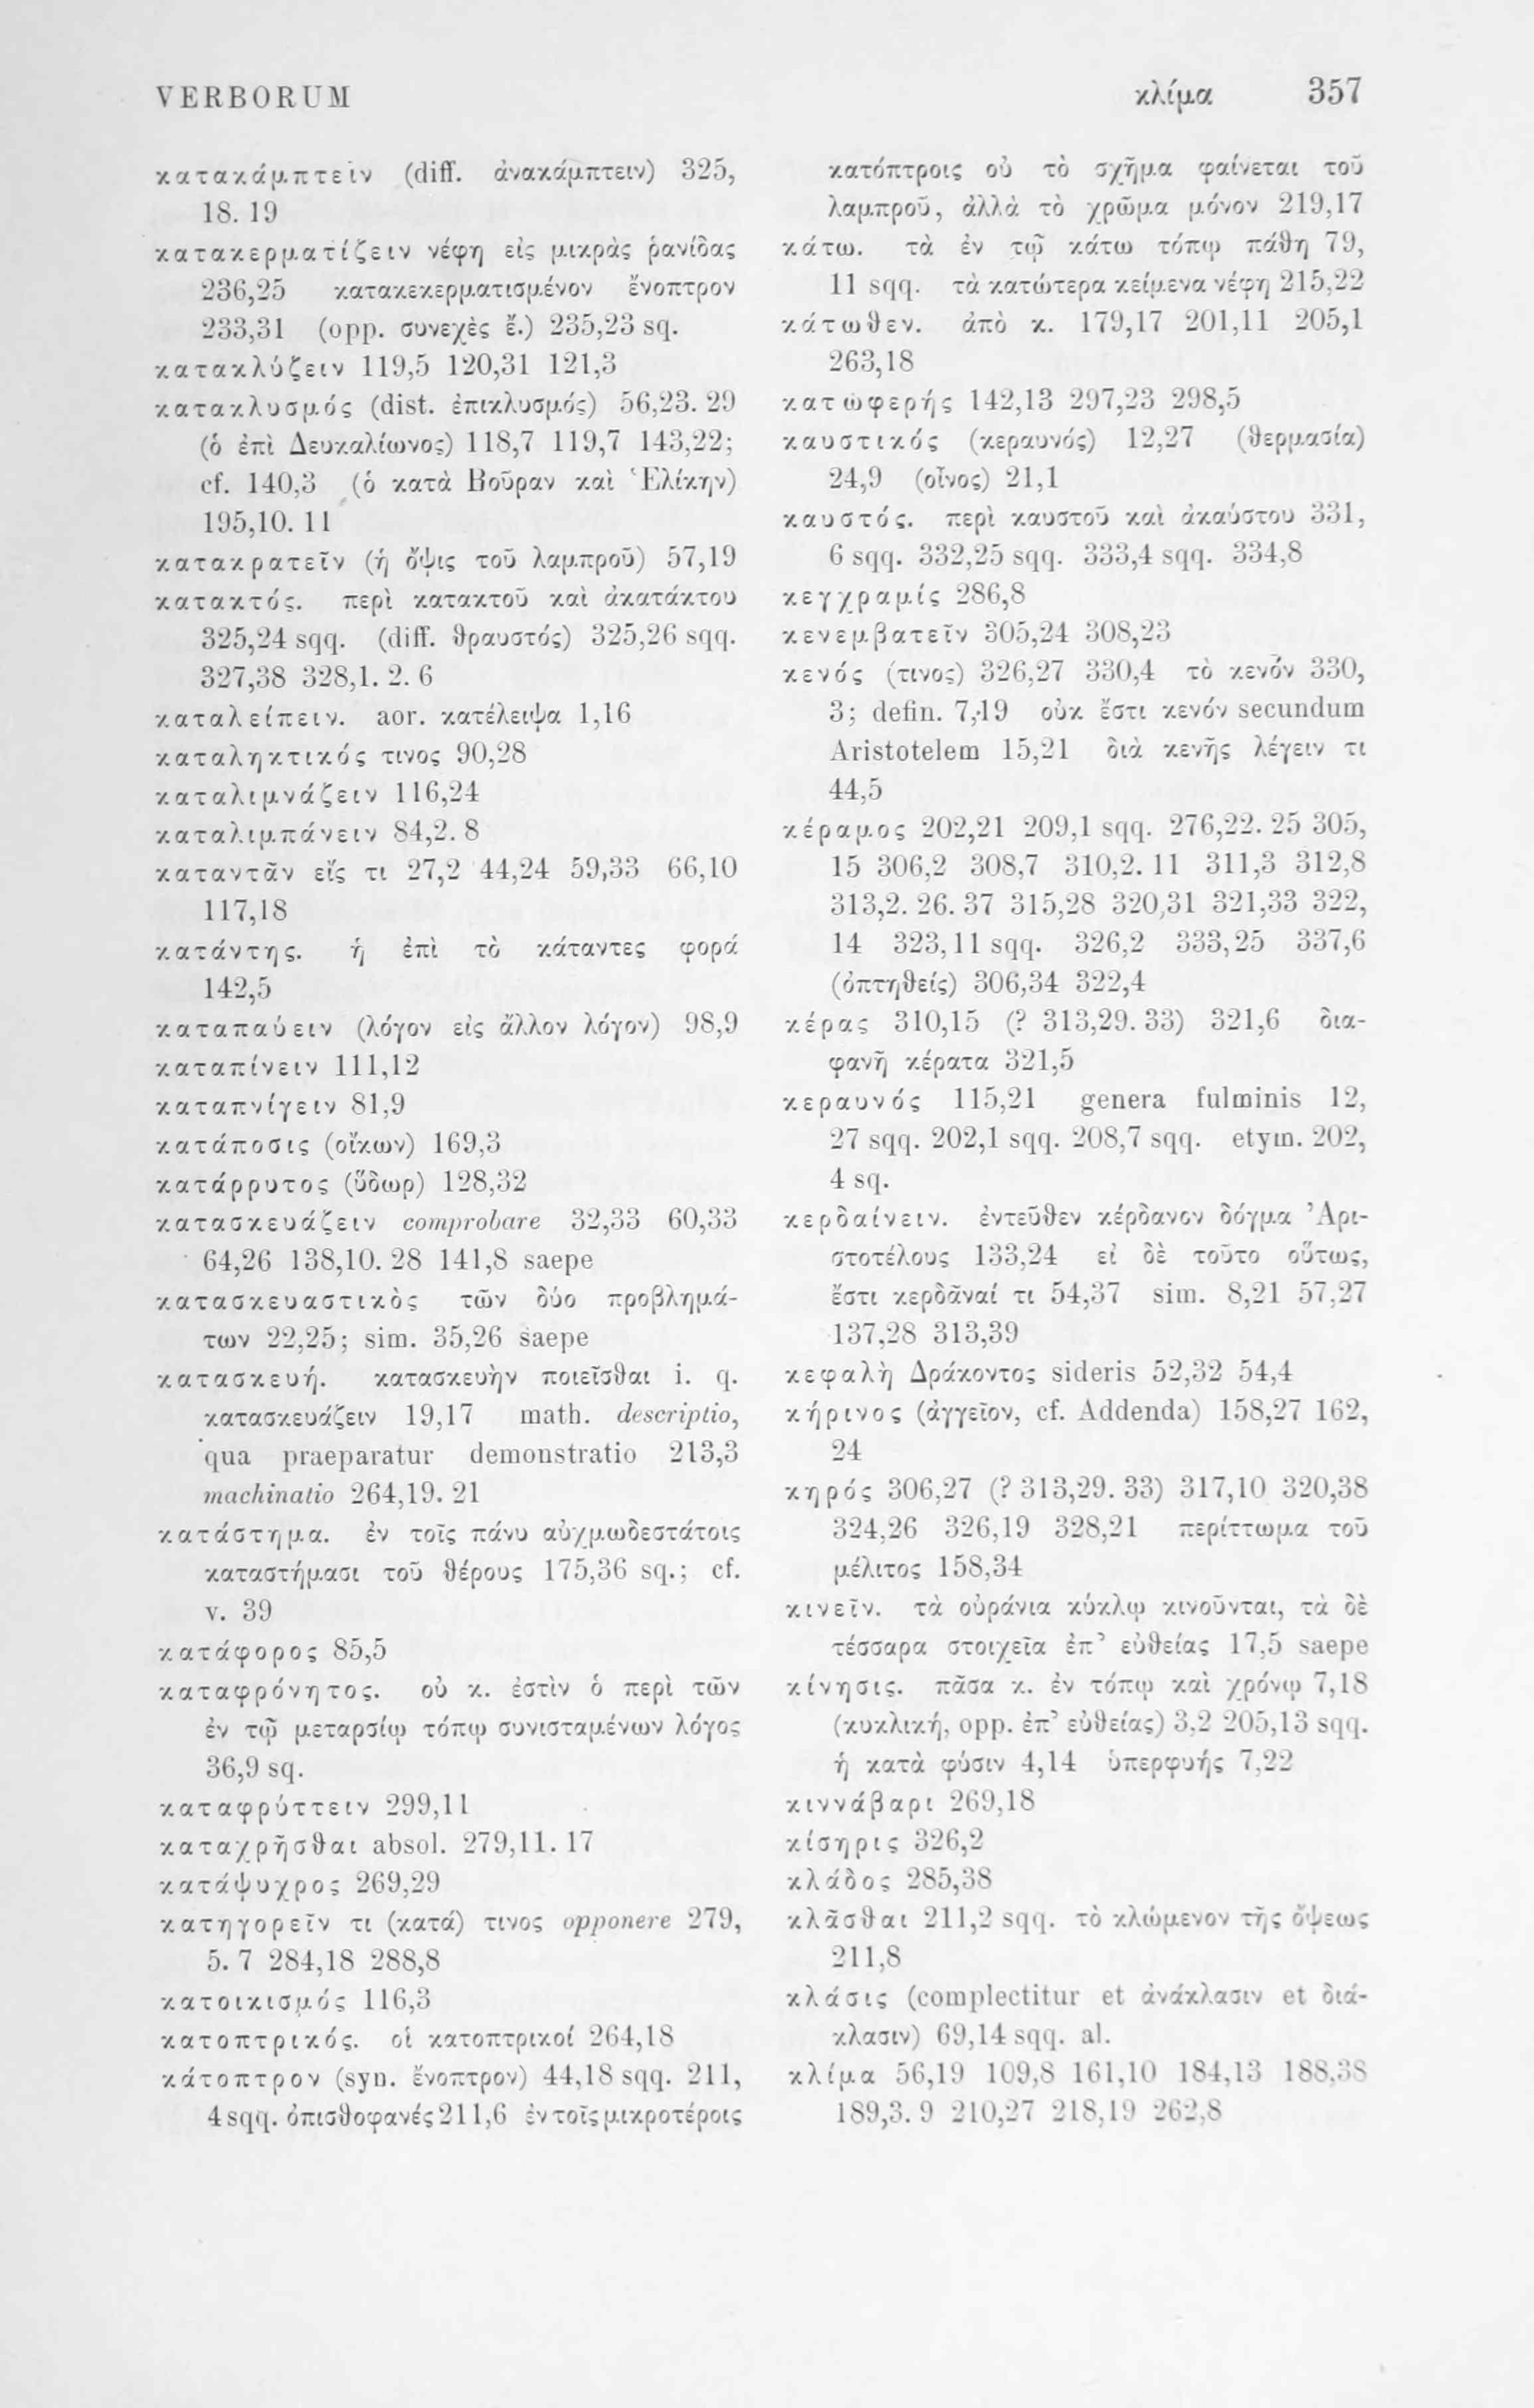 VERBORUM κλίμα 357
κατακάμπτειν (diff. ἀνακάμπτειν) 325,
18. 19
κατακερματίζειν νέφη εἰς μικρὰς ῥανίδας
236,25 κατακεκερματισμένον ἔνοπτρον
233,31 (opp. συνεχὲς ἔ.) 235,23 sq.
κατακλύζειν 119,5 120,31 121,3
κατακλυσμός (dist. ἐπικλυσμός) 56,23. 29
(ὁ ἐπὶ Δευκαλίωνος) 118,7 119,7 143,22;
cf. 140,3 (ὁ κατὰ Βοῦραν καὶ Ἑλίκην)
195,10. 11
κατακρατεῖν (ἡ ὄψις τοῦ λαμπροῦ) 57,19
κατακτός. περὶ κατακτοῦ καὶ ἀκατάκτου
325,24 sqq. (diff. θραυστός) 325,26 sqq.
327,38 328,1. 2. 6
καταλείπειν. aor. κατέλειψα 1,16
καταληκτικός τινος 90,28
καταλιμνάζειν 116,24
καταλιμπάνειν 84,2. 8
καταντᾶν εἴς τι 27,2 44,24 59,33 66,10
117,18
κατάντης. ἡ ἐπὶ τὸ κάταντες φορά
142,5
καταπαύειν (λόγον εἰς ἄλλον λόγον) 98,9
καταπίνειν 111,12
καταπνίγειν 81,9
κατάποσις (οἴκων) 169,3
κατάρρυτος (ὕδωρ) 128,32
κατασκευάζειν comprobare 32,33 60,33
64,26 138,10. 28 141,8 saepe
κατασκευαστικὸς τῶν δύο προβλημά-
των 22,25; sim. 35,26 saepe
κατασκευή. κατασκευὴν ποιεῖσθαι i. q.
κατασκευάζειν 19,17 math. descriptio,
qua praeparatur demonstratio 213,3
machinatio 264,19. 21
κατάστημα. ἐν τοῖς πάνυ αὐχμωδεστάτοις
καταστήμασι τοῦ θέρους 175,36 sq.; cf.
v. 39
κατάφορος 85,5
καταφρόνητος. οὐ κ. ἐστὶν ὁ περὶ τῶν
ἐν τῷ μεταρσίῳ τόπῳ συνισταμένων λόγος
36,9 sq.
καταφρύττειν 299,11
καταχρῆσθαι absol. 279,11. 17
κατάψυχρος 269,29
κατηγορεῖν τι (κατά) τινος opponere 279,
5. 7 284,18 288,8
κατοικισμός 116,3
κατοπτρικός. οἱ κατοπτρικοί 264,18
κάτοπτρον (syn. ἔνοπτρον) 44,18 sqq. 211,
4 sqq. ὀπισθοφανές 211,6 ἐν τοῖς μικροτέροις
κατόπτροις οὐ τὸ σχῆμα φαίνεται τοῦ
λαμπροῦ, ἀλλὰ τὸ χρῶμα μόνον 219,17
κάτω. τὰ ἐν τῷ κάτω τόπῳ πάθη 79,
11 sqq. τὰ κατώτερα κείμενα νέφη 215,22
κάτωθεν. ἀπὸ κ. 179,17 201,11 205,1
263,18
κατωφερής 142,13 297,23 298,5
καυστικός (κεραυνός) 12,27 (θερμασία)
24,9 (οἶνος) 21,1
καυστός. περὶ καυστοῦ καὶ ἀκαύστου 331,
6 sqq. 332,25 sqq. 333,4 sqq. 334,8
κεγχραμίς 286,8
κενεμβατεῖν 305,24 308,23
κενός (τινος) 326,27 330,4 τὸ κενόν 330,
3; defin. 7,19 οὐκ ἔστι κενόν secundum
Aristotelem 15,21 διὰ κενῆς λέγειν τι
44,5
κέραμος 202,21 209,1 sqq. 276,22. 25 305,
15 306,2 308,7 310,2. 11 311,3 312,8
313,2. 26. 37 315,28 320,31 321,33 322,
14 323,11 sqq. 326,2 333,25 337,6
(ὀπτηθείς) 306,34 322,4
κέρας 310,15 (? 313,29. 33) 321,6 δια-
φανῆ κέρατα 321,5
κεραυνός 115,21 genera fulminis 12,
27 sqq. 202,1 sqq. 208,7 sqq. etym. 202,
4 sq.
κερδαίνειν. ἐντεῦθεν κέρδανον δόγμα Ἀρι-
στοτέλους 133,24 εἰ δὲ τοῦτο οὕτως,
ἔστι κερδᾶναί τι 54,37 sim. 8,21 57,27
137,28 313,39
κεφαλὴ Δράκοντος sideris 52,32 54,4
κήρινος (ἀγγεῖον, cf. Addenda) 158,27 162,
24
κηρός 306,27 (? 313,29. 33) 317,10 320,38
324,26 326,19 328,21 περίττωμα τοῦ
μέλιτος 158,34
κινεῖν. τὰ οὐράνια κύκλῳ κινοῦνται, τὰ δὲ
τέσσαρα στοιχεῖα ἐπ’ εὐθείας 17,5 saepe
κίνησις. πᾶσα κ. ἐν τόπῳ καὶ χρόνῳ 7,18
(κυκλική, opp. ἐπ’ εὐθείας) 3,2 205,13 sqq.
ἡ κατὰ φύσιν 4,14 ὑπερφυής 7,22
κιννάβαρι 269,18
κίσηρις 326,2
κλάδος 285,38
κλᾶσθαι 211,2 sqq. τὸ κλώμενον τῆς ὄψεως
211,8
κλάσις (complectitur et ἀνάκλασιν et διά-
κλασιν) 69,14 sqq. al.
κλίμα 56,19 109,8 161,10 184,13 188,38
189,3. 9 210,27 218,19 262,8